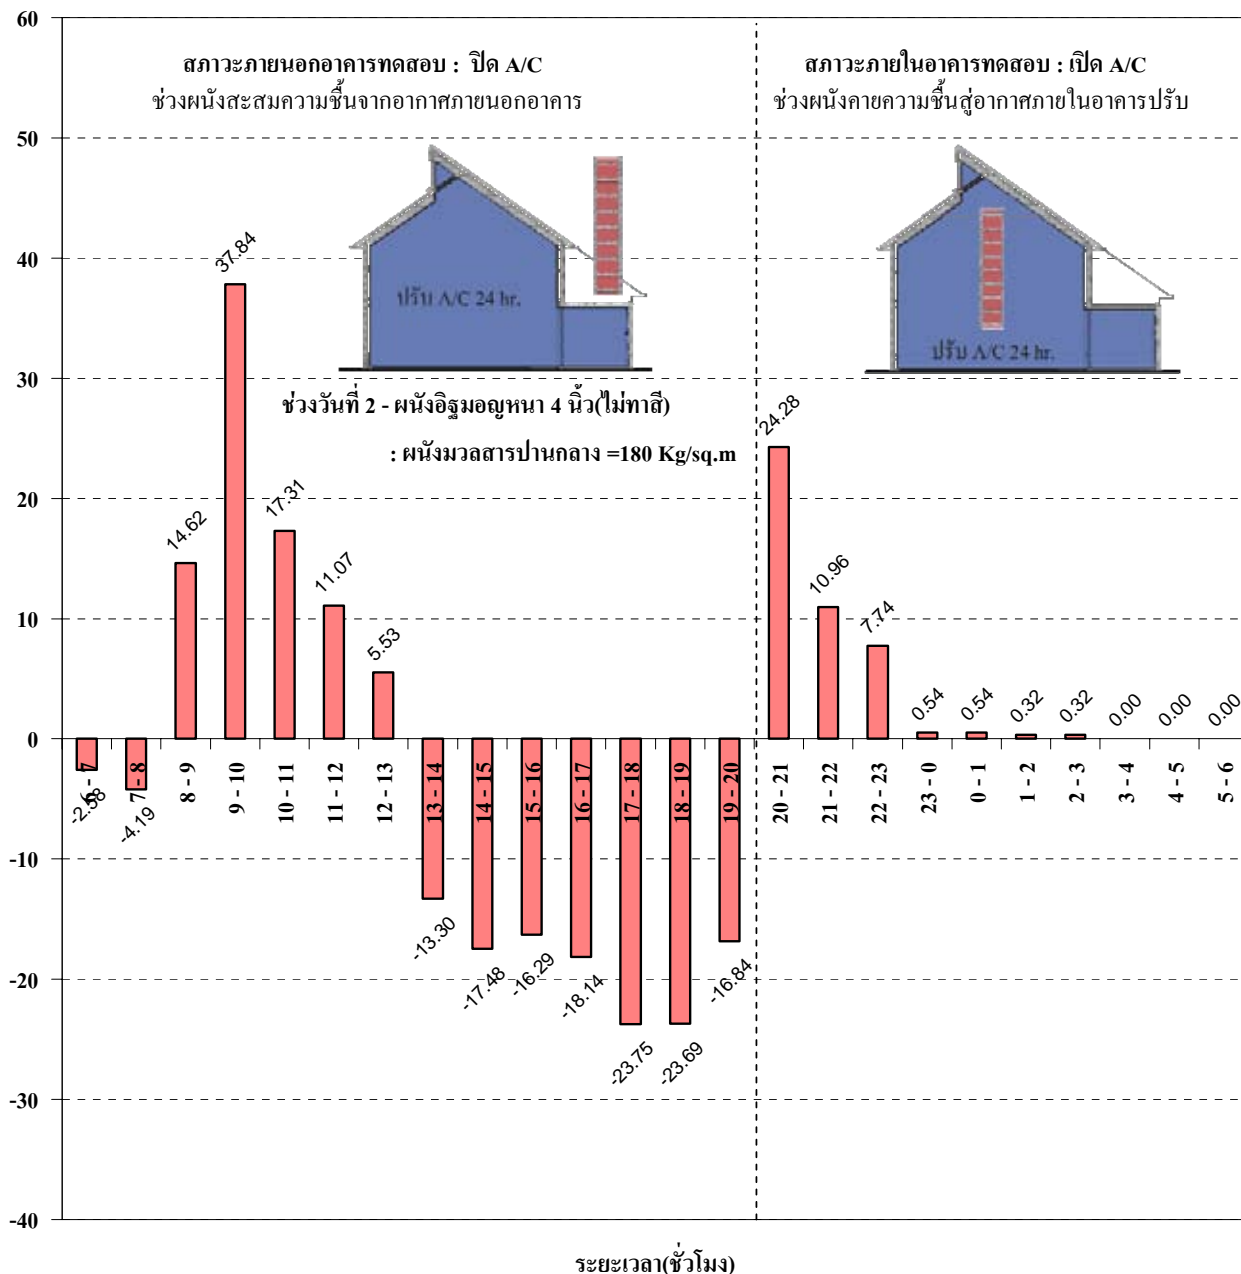 60
50
40
30
20
10
0
-10
-20
-30
-40
สภาวะภายนอกอาคารทดสอบ : ปิด A/C
ช่วงผนังสะสมความชื้นจากอากาศภายนอกอาคาร
สภาวะภายในอาคารทดสอบ : เปิด A/C
ช่วงผนังคายความชื้นสู่อากาศภายในอาคารปรับ
ปรับ A/C 24 hr.
ปรับ A/C 24 hr.
ช่วงวันที่ 2 - ผนังอิฐมอญหนา 4 นิ้ว(ไม่ทาสี)
: ผนังมวลสารปานกลาง =180 Kg/sq.m
-2.58
-4.19
14.62
37.84
17.31
11.07
5.53
-13.30
-17.48
-16.29
-18.14
-23.75
-23.69
-16.84
24.28
10.96
7.74
0.54
0.54
0.32
0.32
0.00
0.00
0.00
6 - 7
7 - 8
8 - 9
9 - 10
10 - 11
11 - 12
12 - 13
13 - 14
14 - 15
15 - 16
16 - 17
17 - 18
18 - 19
19 - 20
20 - 21
21 - 22
22 - 23
23 - 0
0 - 1
1 - 2
2 - 3
3 - 4
4 - 5
5 - 6
ระยะเวลา(ชั่วโมง)